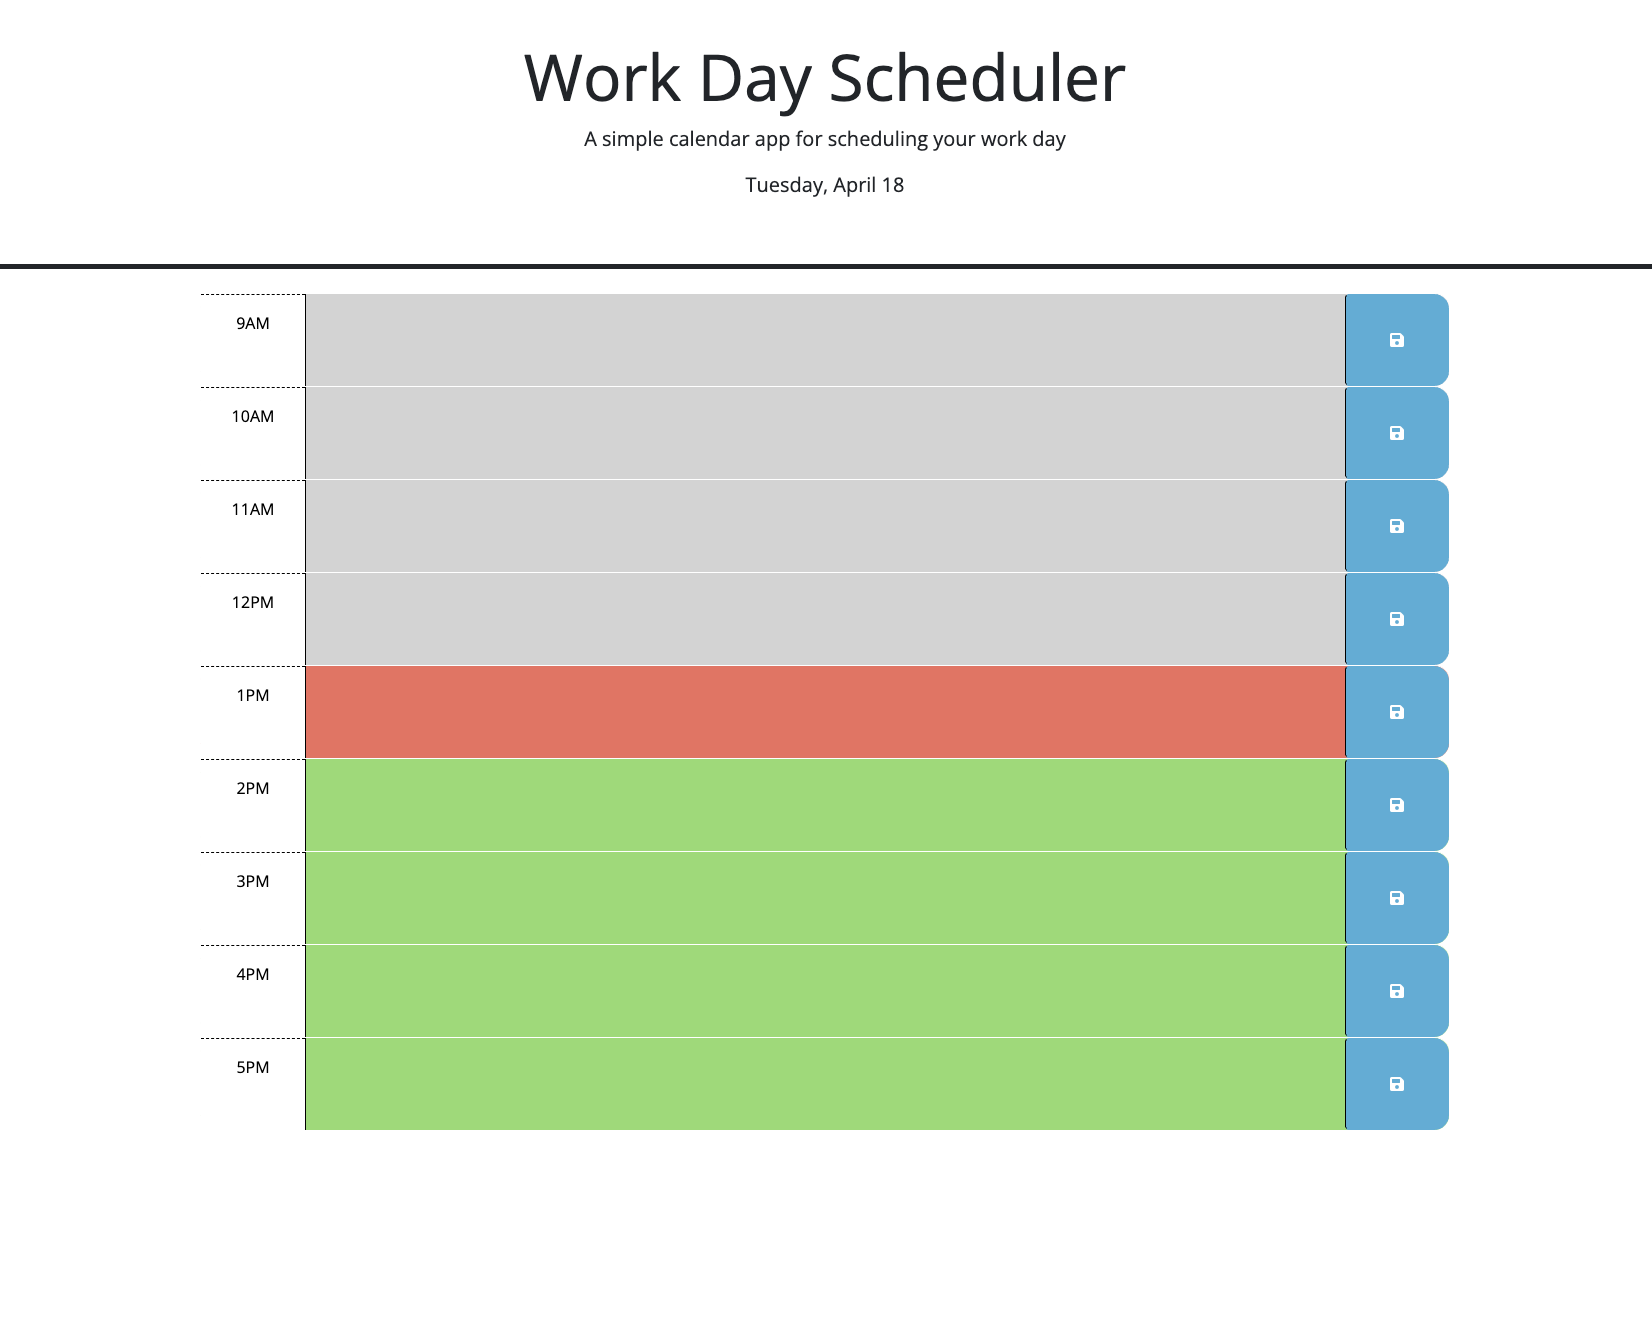 Work Day Scheduler
A simple calendar app for scheduling your work day
Tuesday, April 18
9AM
10AM
11AM
12PM
1PM
2PM
3PM
4PM
5PM